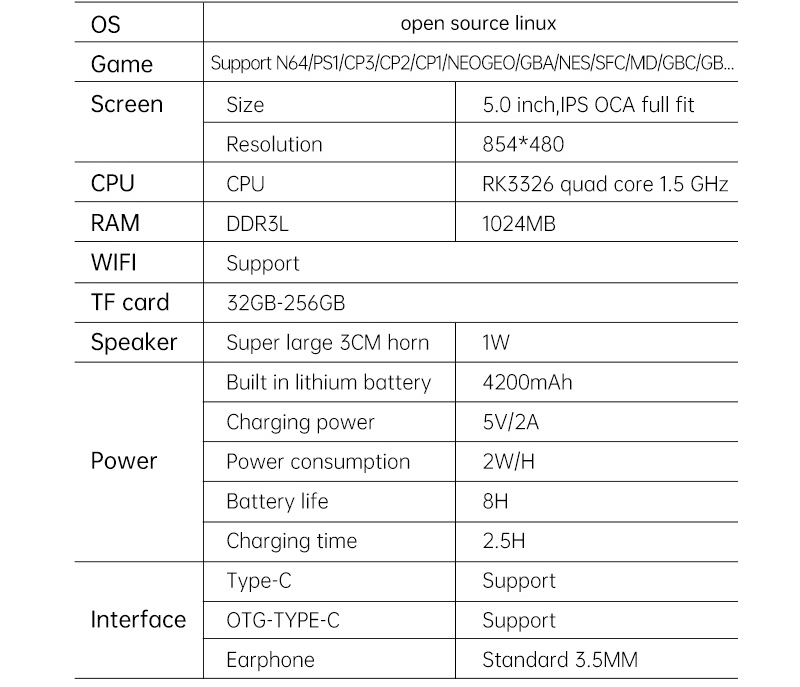 OS open source linux
Game Support N64/PS1/CP3/CP2/CP1/NEOGEO/GBA/NES/SFC/MD/GBC/GB...
Screen Size 5.0 inch,IPS OCA full fit
Resolution 854*480
CPU CPU RK3326 quad core 1.5 GHz
RAM DDR3L 1024MB
WIFI Support
TF card 32GB-256GB
Speaker Super large 3CM horn 1W
Built in lithium battery 4200mAh
Charging power 5V/2A
Power Power consumption 2W/H
Battery life 8H
Charging time 2.5H
Type-C Support
Interface OTG-TYPE-C Support
Earphone Standard 3.5MM